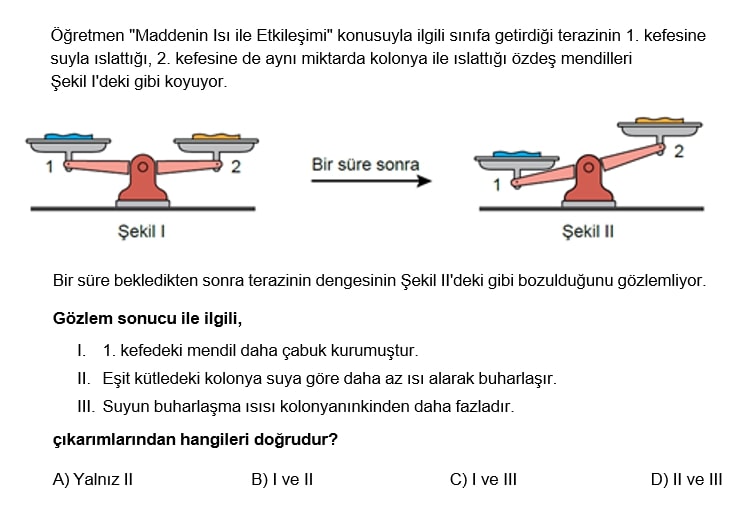 Öğretmen "Maddenin Isı ile Etkileşimi" konusuyla ilgili sınıfa getirdiği terazinin 1. kefesine
suyla ıslattığı, 2. kefesine de aynı miktarda kolonya ile ıslattığı özdeş mendilleri
Şekil I'deki gibi koyuyor.
1
2
Bir süre sonra
1
2
Şekil I
Şekil II
Bir süre bekledikten sonra terazinin dengesinin Şekil II'deki gibi bozulduğunu gözlemliyor.
Gözlem sonucu ile ilgili,
I. 1. kefedeki mendil daha çabuk kurumuştur.
II. Eşit kütledeki kolonya suya göre daha az ısı alarak buharlaşır.
III. Suyun buharlaşma ısısı kolonyanınkinden daha fazladır.
çıkarımlarından hangileri doğrudur?
A) Yalnız II B) I ve II C) I ve III D) II ve III